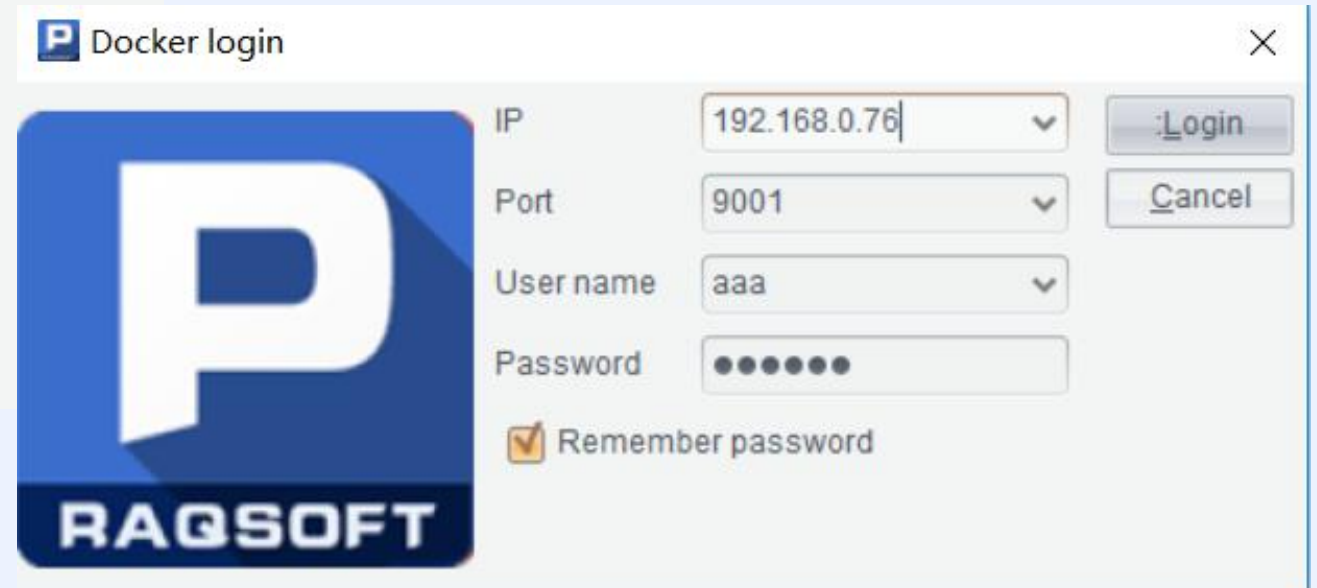 Docker login
IP
192.168.0.76
:Login
Port
9001
Cancel
User name
aaa
Password
●●●●●●
Remember password
RAQSOFT